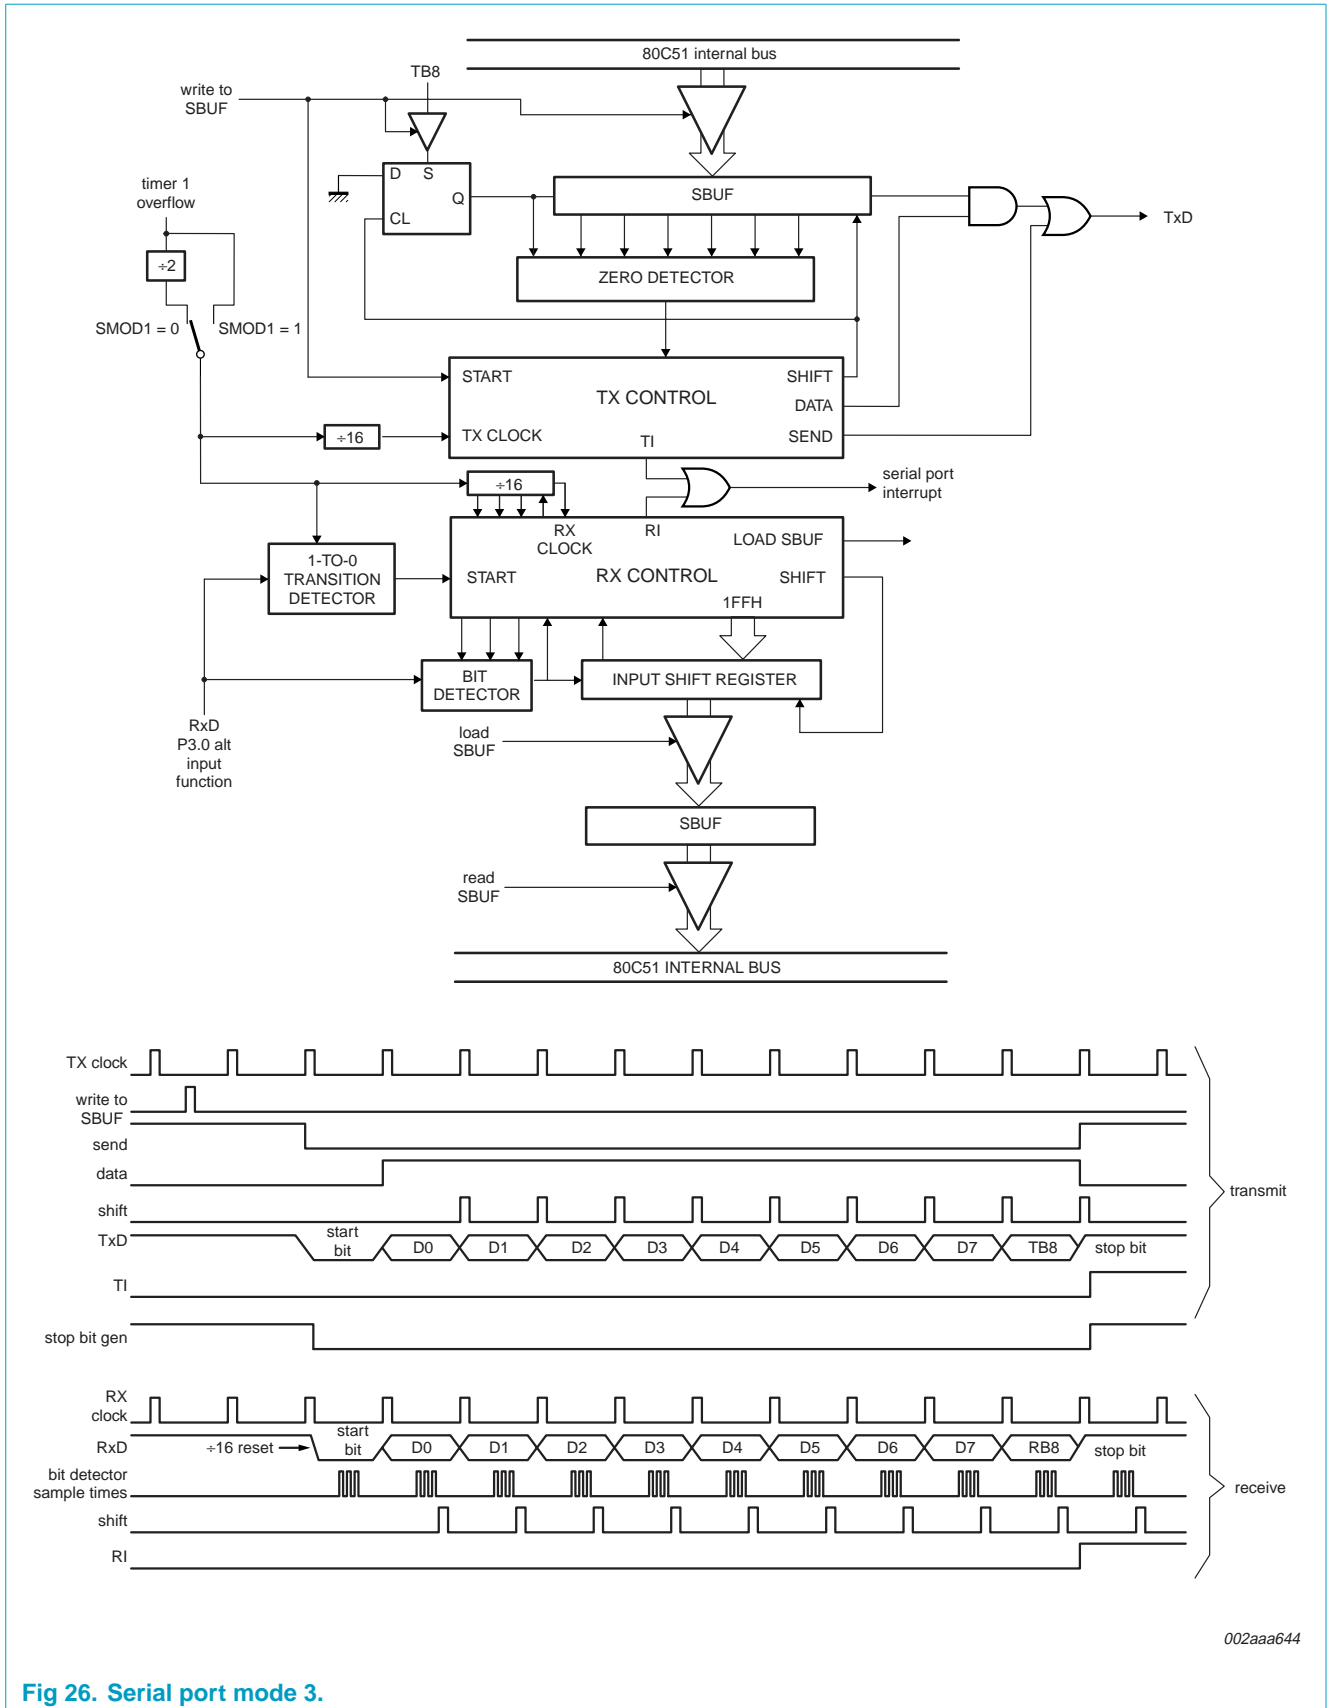 80C51 internal bus
TB8
write to
SBUF
D
S
Q
CL
SBUF
timer 1
overflow
TxD
÷2
ZERO DETECTOR
SMOD1 = 0
SMOD1 = 1
START
SHIFT
TX CONTROL
DATA
÷16
TX CLOCK
TI
SEND
serial port
interrupt
÷16
RX
CLOCK
RI
LOAD SBUF
1-TO-0
TRANSITION
DETECTOR
START
RX CONTROL
SHIFT
1FFH
BIT
DETECTOR
INPUT SHIFT REGISTER
RxD
P3.0 alt
input
function
load
SBUF
SBUF
read
SBUF
80C51 INTERNAL BUS
TX clock
write to
SBUF
send
data
shift
TxD
start
bit
D0
D1
D2
D3
D4
D5
D6
D7
TB8
stop bit
TI
stop bit gen
transmit
RX
clock
RxD
÷16 reset
start
bit
D0
D1
D2
D3
D4
D5
D6
D7
RB8
stop bit
bit detector
sample times
shift
RI
receive
002aaa644
Fig 26. Serial port mode 3.